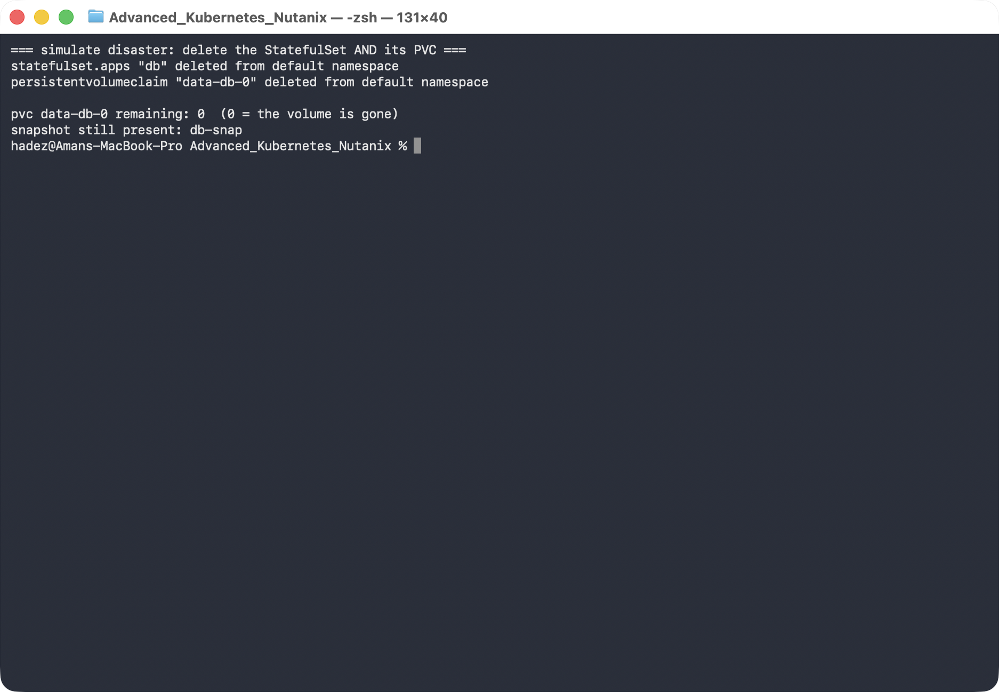 Advanced_Kubernetes_Nutanix — -zsh — 131×40
=== simulate disaster: delete the StatefulSet AND its PVC ===
statefulset.apps "db" deleted from default namespace
persistentvolumeclaim "data-db-0" deleted from default namespace
pvc data-db-0 remaining: 0  (0 = the volume is gone)
snapshot still present: db-snap
hadez@Amans-MacBook-Pro Advanced_Kubernetes_Nutanix %